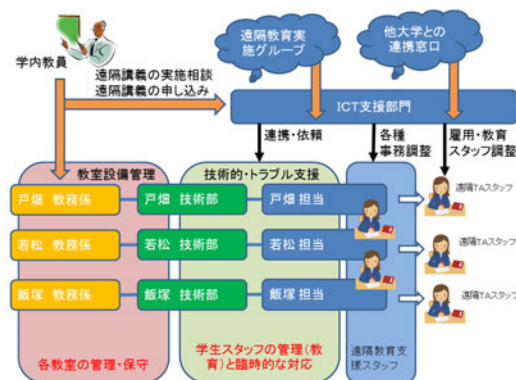 遠隔教育実
施グループ
他大学との
連携窓口
学内教員
遠隔講義の実施相談
遠隔講義の申し込み
ICT支援部門
連携・依頼
各種
事務調整
雇用・教育
スタッフ調整
教室設備管理
技術的・トラブル支援
戸畑 教務係
戸畑 技術部
戸畑 担当
遠隔TAスタッフ
若松 教務係
若松 技術部
若松 担当
遠隔TAスタッフ
飯塚 教務係
飯塚 技術部
飯塚 担当
遠隔TAスタッフ
各教室の管理・保守
学生スタッフの管理(教
育)と臨時的な対応
遠隔教育支
援スタッフ